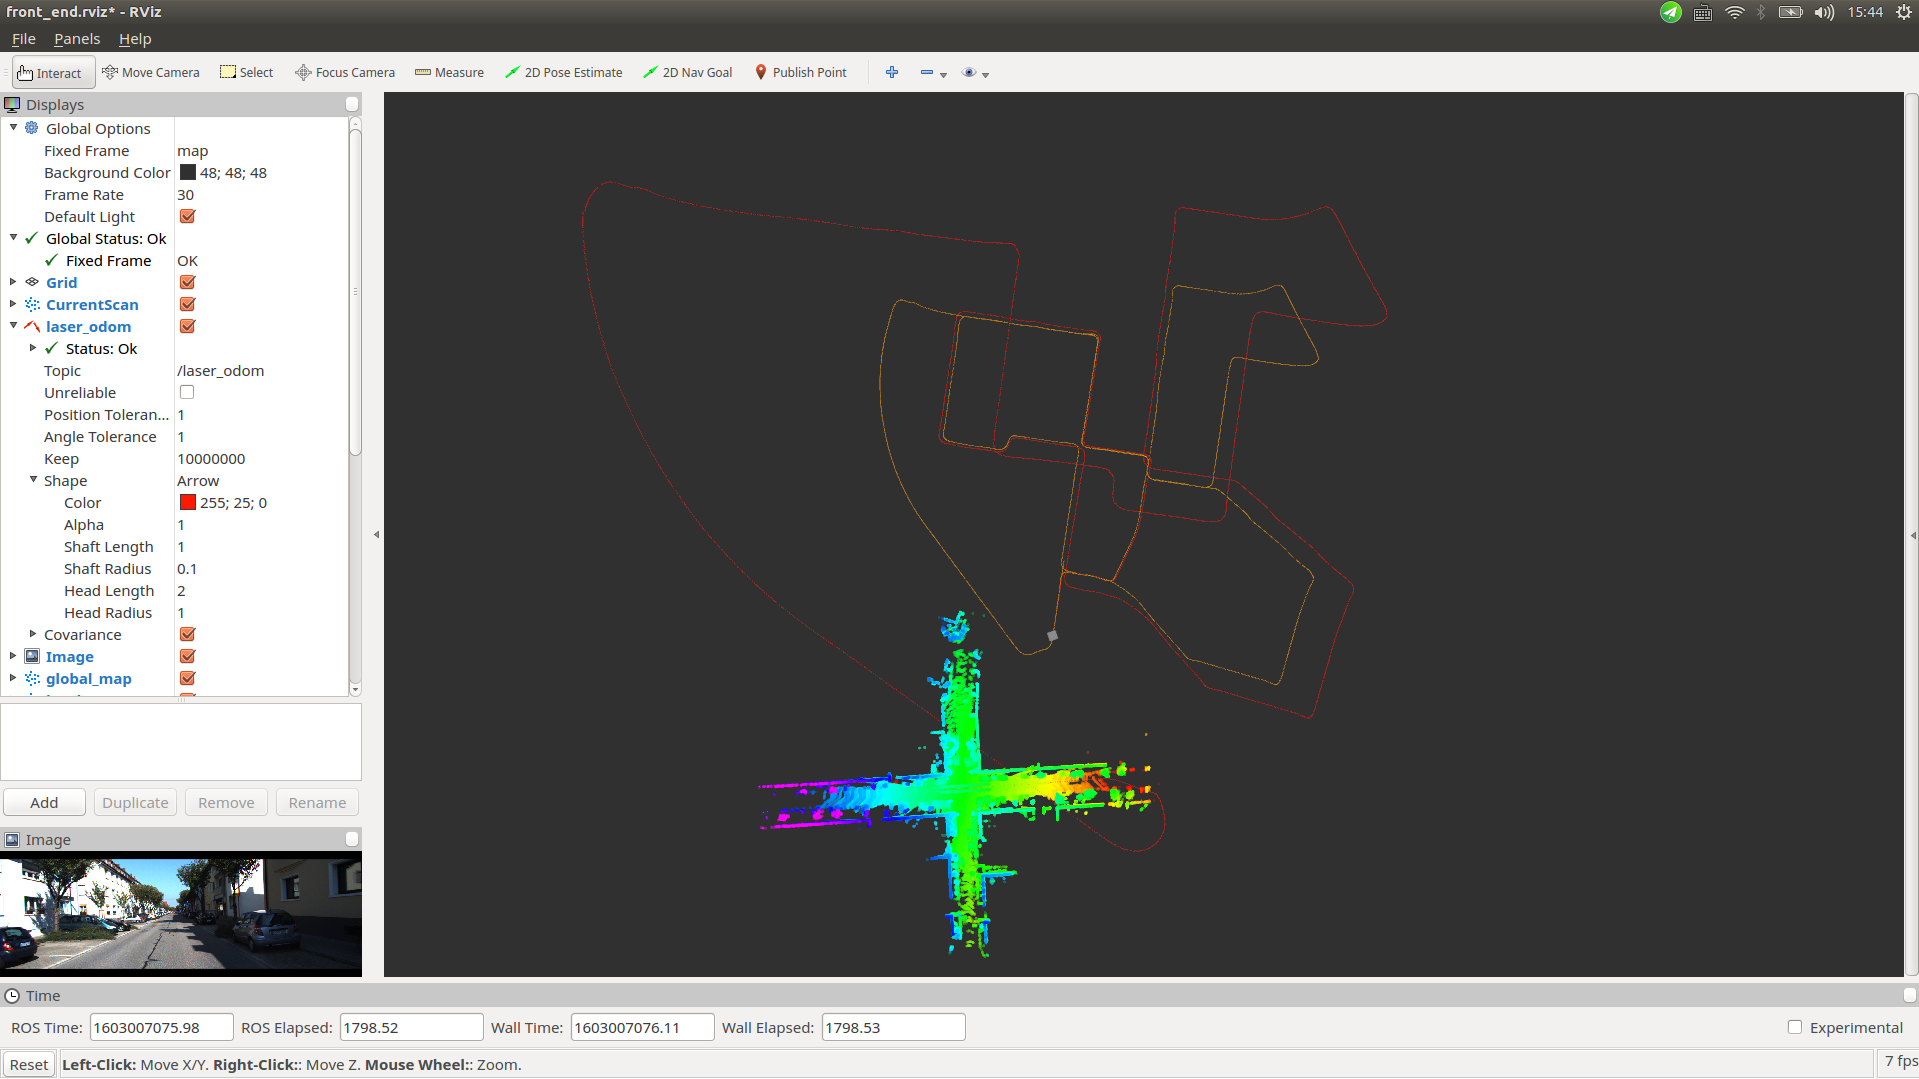 front_end.rviz* - RViz
15:44
File Panels Help
Interact Move Camera Select Focus Camera Measure 2D Pose Estimate 2D Nav Goal Publish Point
Displays
Global Options
Fixed Frame map
Background Color 48; 48; 48
Frame Rate 30
Default Light
Global Status: Ok
Fixed Frame OK
Grid
CurrentScan
laser_odom
Status: Ok
Topic /laser_odom
Unreliable
Position Toleran... 1
Angle Tolerance 1
Keep 10000000
Shape Arrow
Color 255; 25; 0
Alpha 1
Shaft Length 1
Shaft Radius 0.1
Head Length 2
Head Radius 1
Covariance
Image
global_map
Add Duplicate Remove Rename
Image
Time
ROS Time: 1603007075.98 ROS Elapsed: 1798.52 Wall Time: 1603007076.11 Wall Elapsed: 1798.53 Experimental
Reset Left-Click: Move X/Y. Right-Click:: Move Z. Mouse Wheel:: Zoom. 7 fps